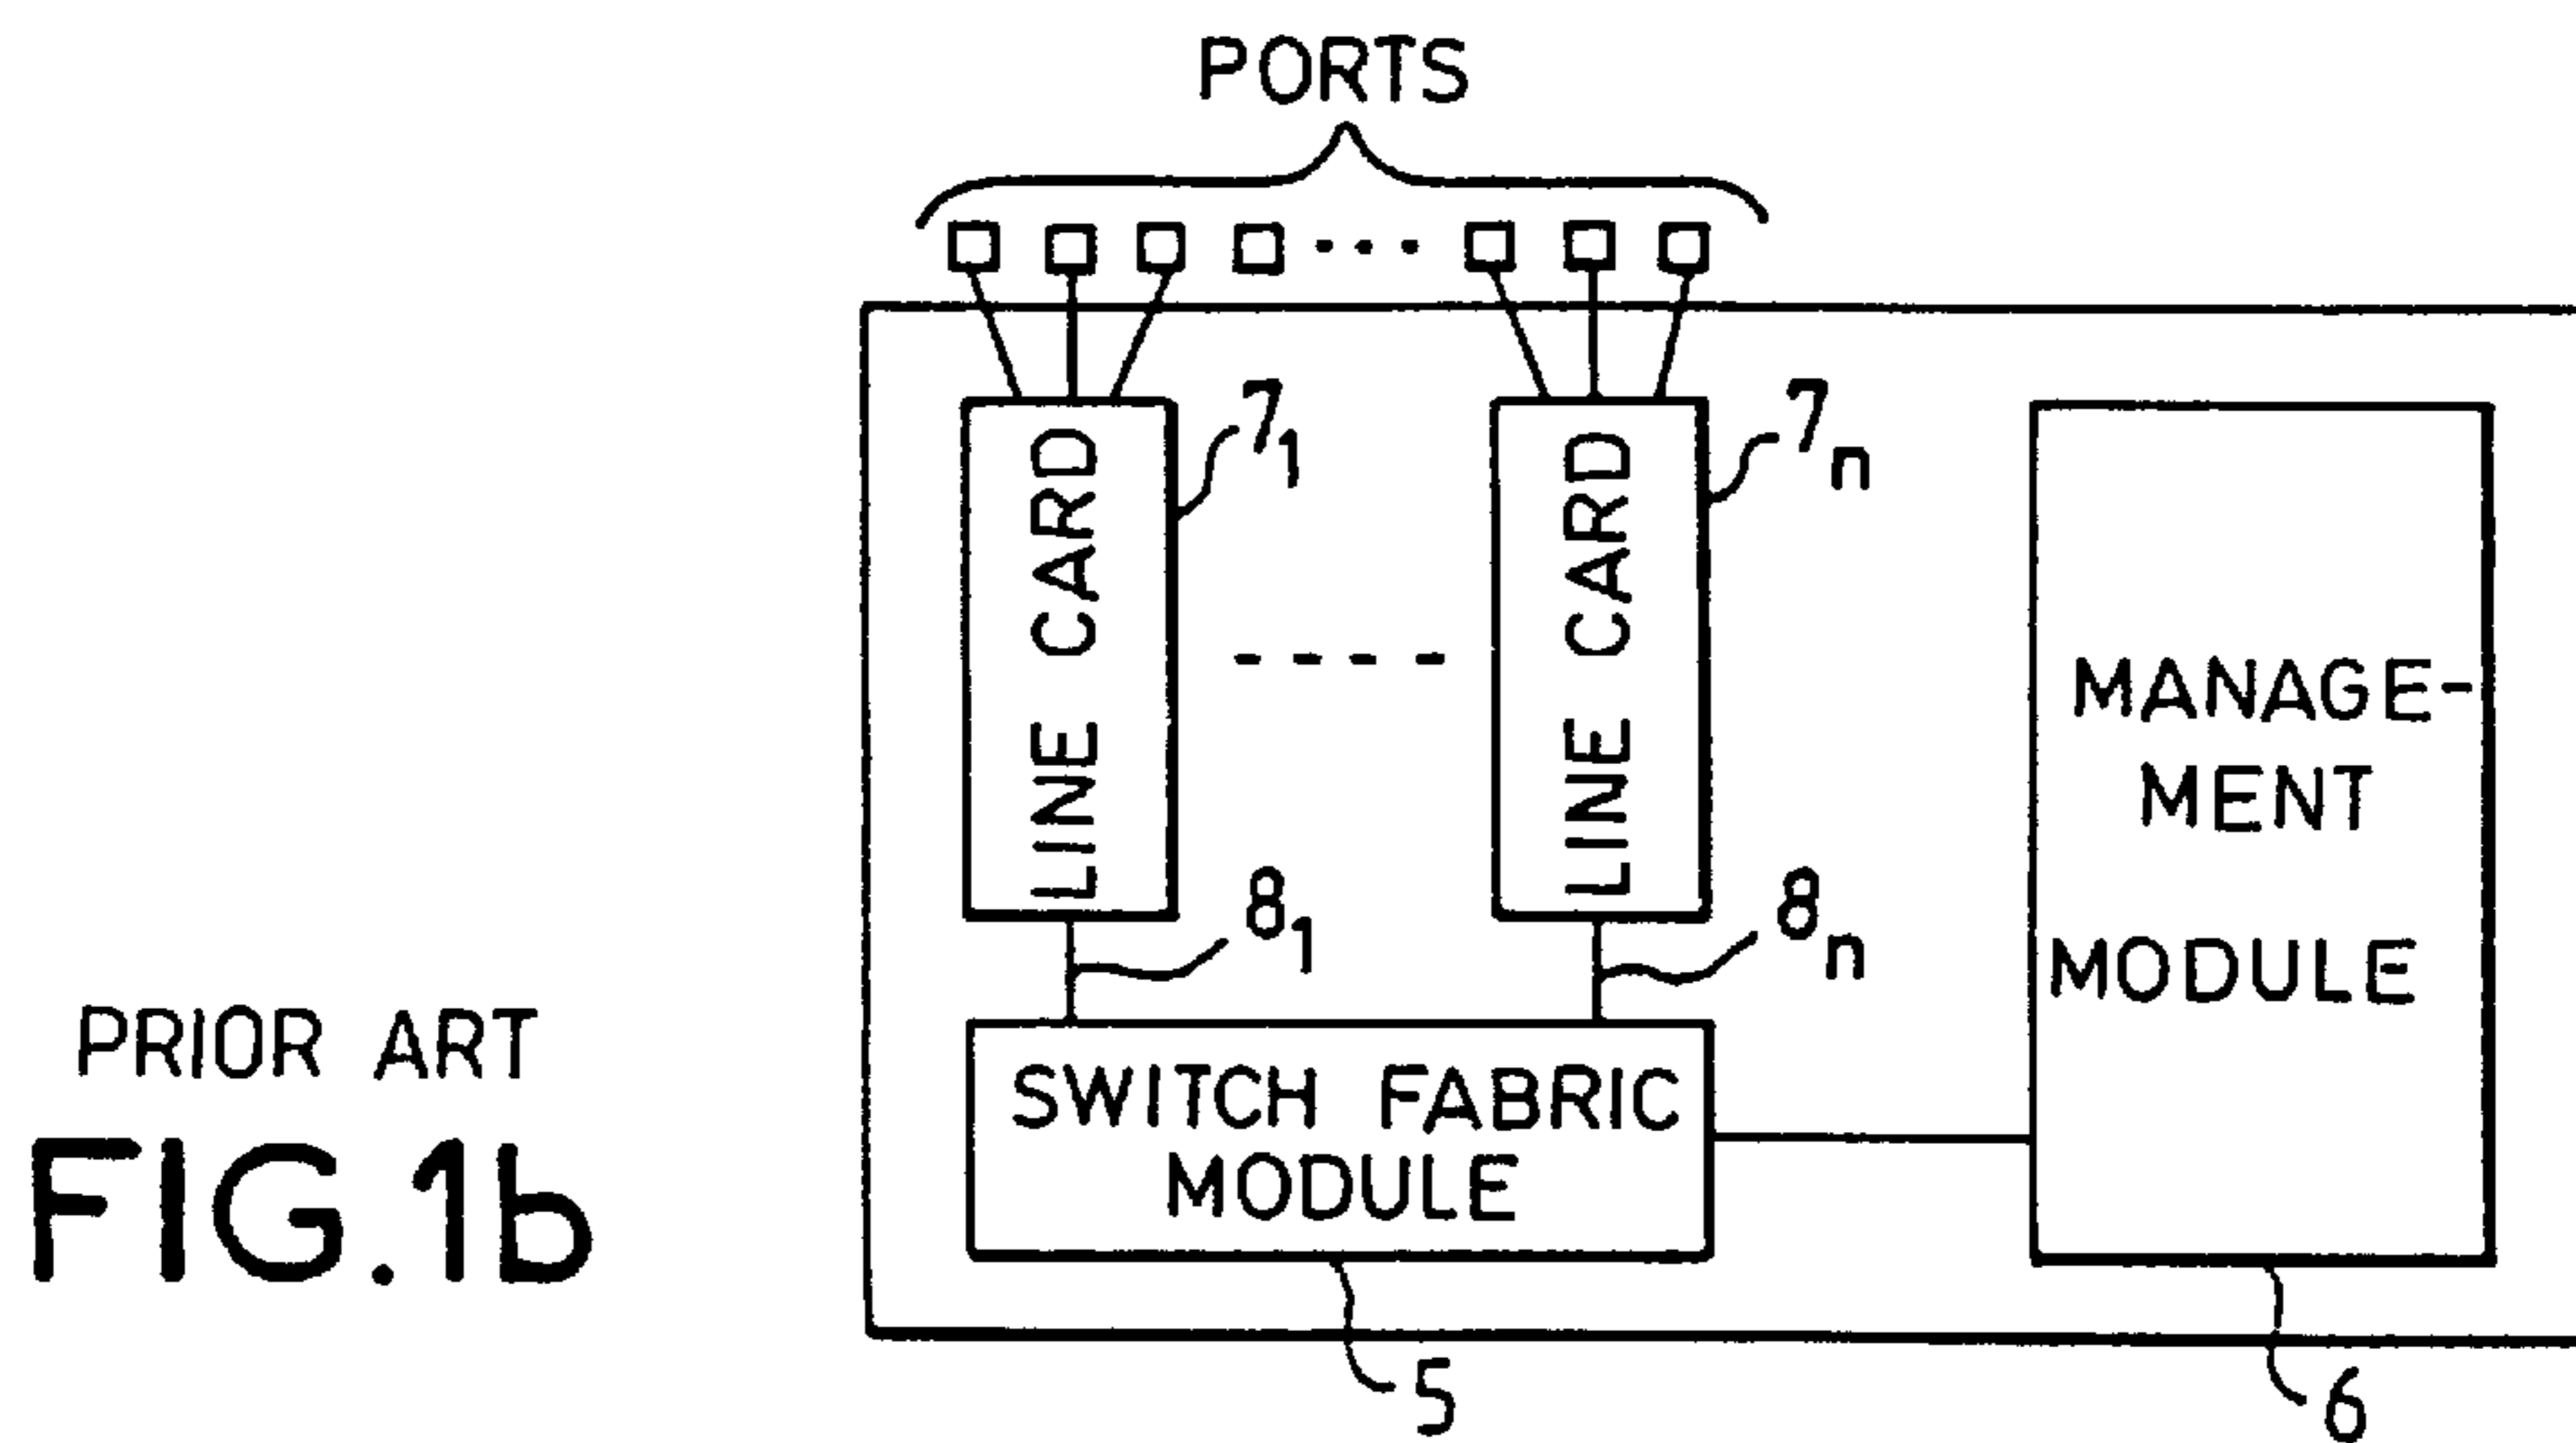 PORTS
7₁
7ₙ
LINE CARD
LINE CARD
MANAGE-
MENT
MODULE
8₁
8ₙ
PRIOR ART
FIG.1b
SWITCH FABRIC
MODULE
5
6